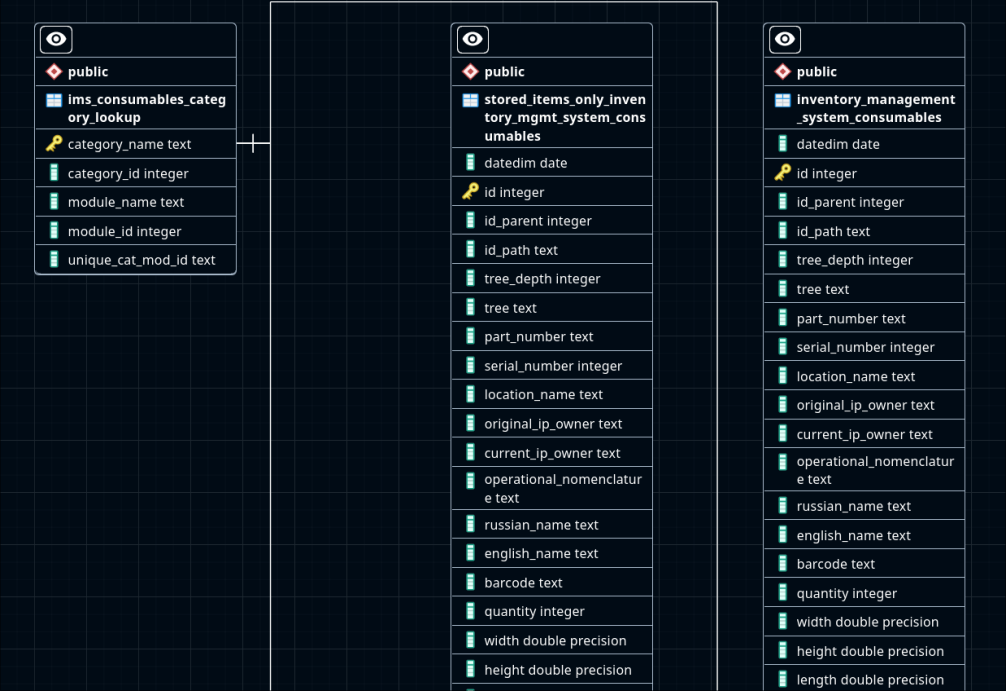 public
ims_consumables_categ
ory_lookup
category_name text
category_id integer
module_name text
module_id integer
unique_cat_mod_id text
public
stored_items_only_inven
tory_mgmt_system_cons
umables
datedim date
id integer
id_parent integer
id_path text
tree_depth integer
tree text
part_number text
serial_number integer
location_name text
original_ip_owner text
current_ip_owner text
operational_nomenclatur
e text
russian_name text
english_name text
barcode text
quantity integer
width double precision
height double precision
public
inventory_management
_system_consumables
datedim date
id integer
id_parent integer
id_path text
tree_depth integer
tree text
part_number text
serial_number integer
location_name text
original_ip_owner text
current_ip_owner text
operational_nomenclatur
e text
russian_name text
english_name text
barcode text
quantity integer
width double precision
height double precision
length double precision